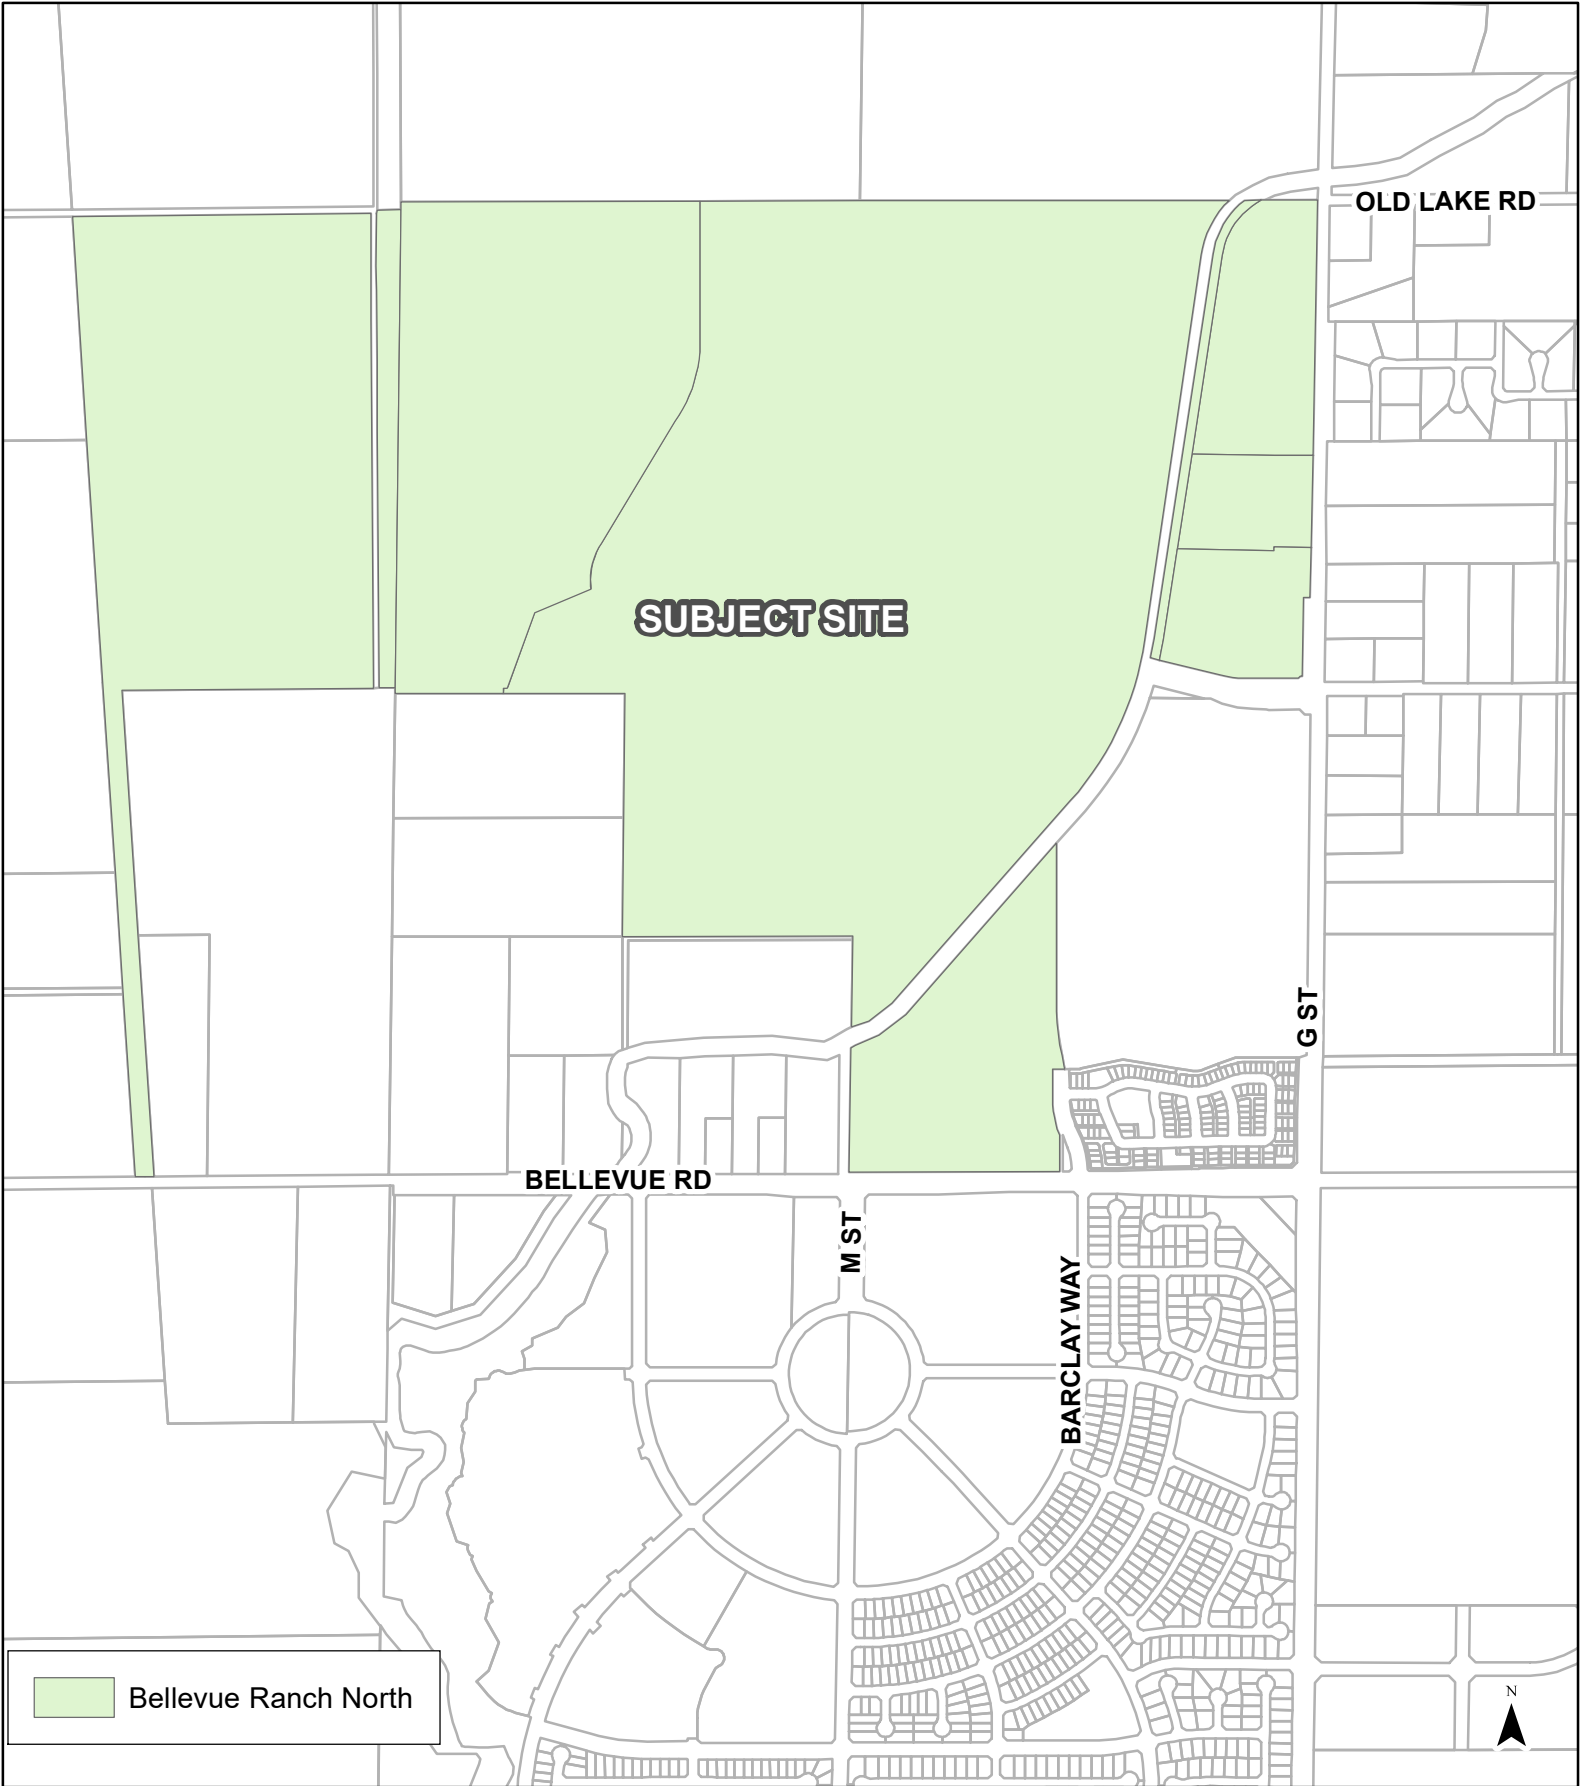 OLD LAKE RD
SUBJECT SITE
G ST
BELLEVUE RD
M ST
BARCLAY WAY
Bellevue Ranch North
N